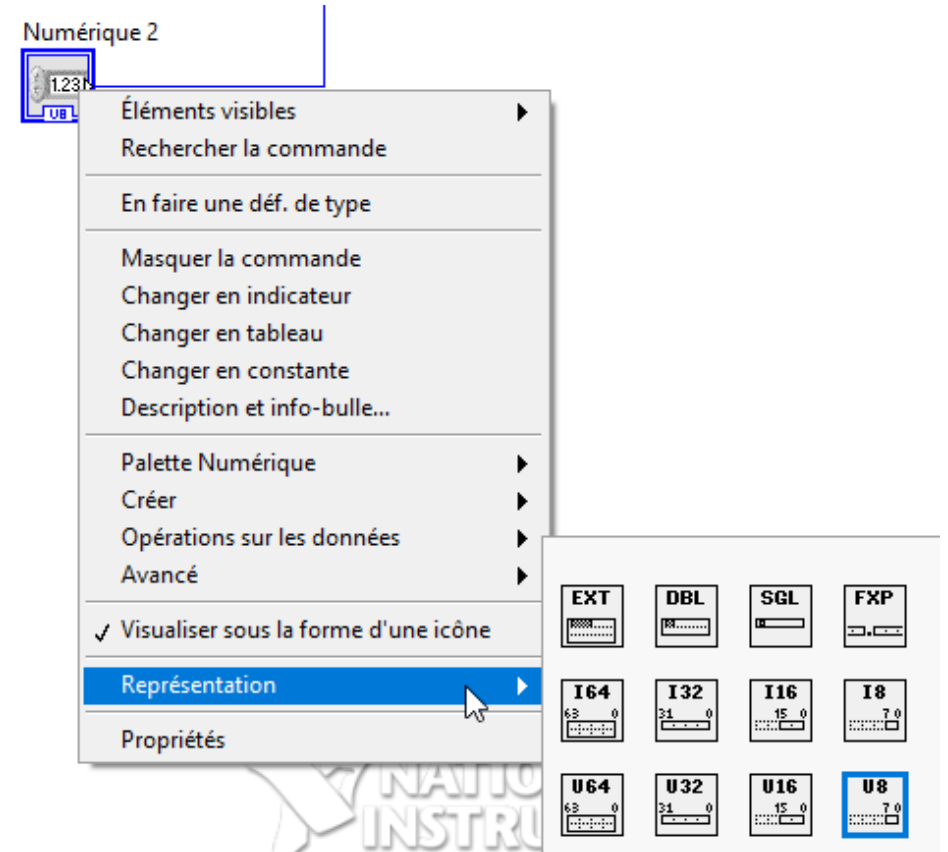 Numérique 2
1.23
U8
Éléments visibles
Rechercher la commande
En faire une déf. de type
Masquer la commande
Changer en indicateur
Changer en tableau
Changer en constante
Description et info-bulle...
Palette Numérique
Créer
Opérations sur les données
Avancé
Visualiser sous la forme d'une icône
Représentation
Propriétés
EXT DBL SGL FXP
I64 I32 I16 I8
63 0 31 0 15 0 7 0
U64 U32 U16 U8
63 0 31 0 15 0 7 0
NATIO
INSTRU